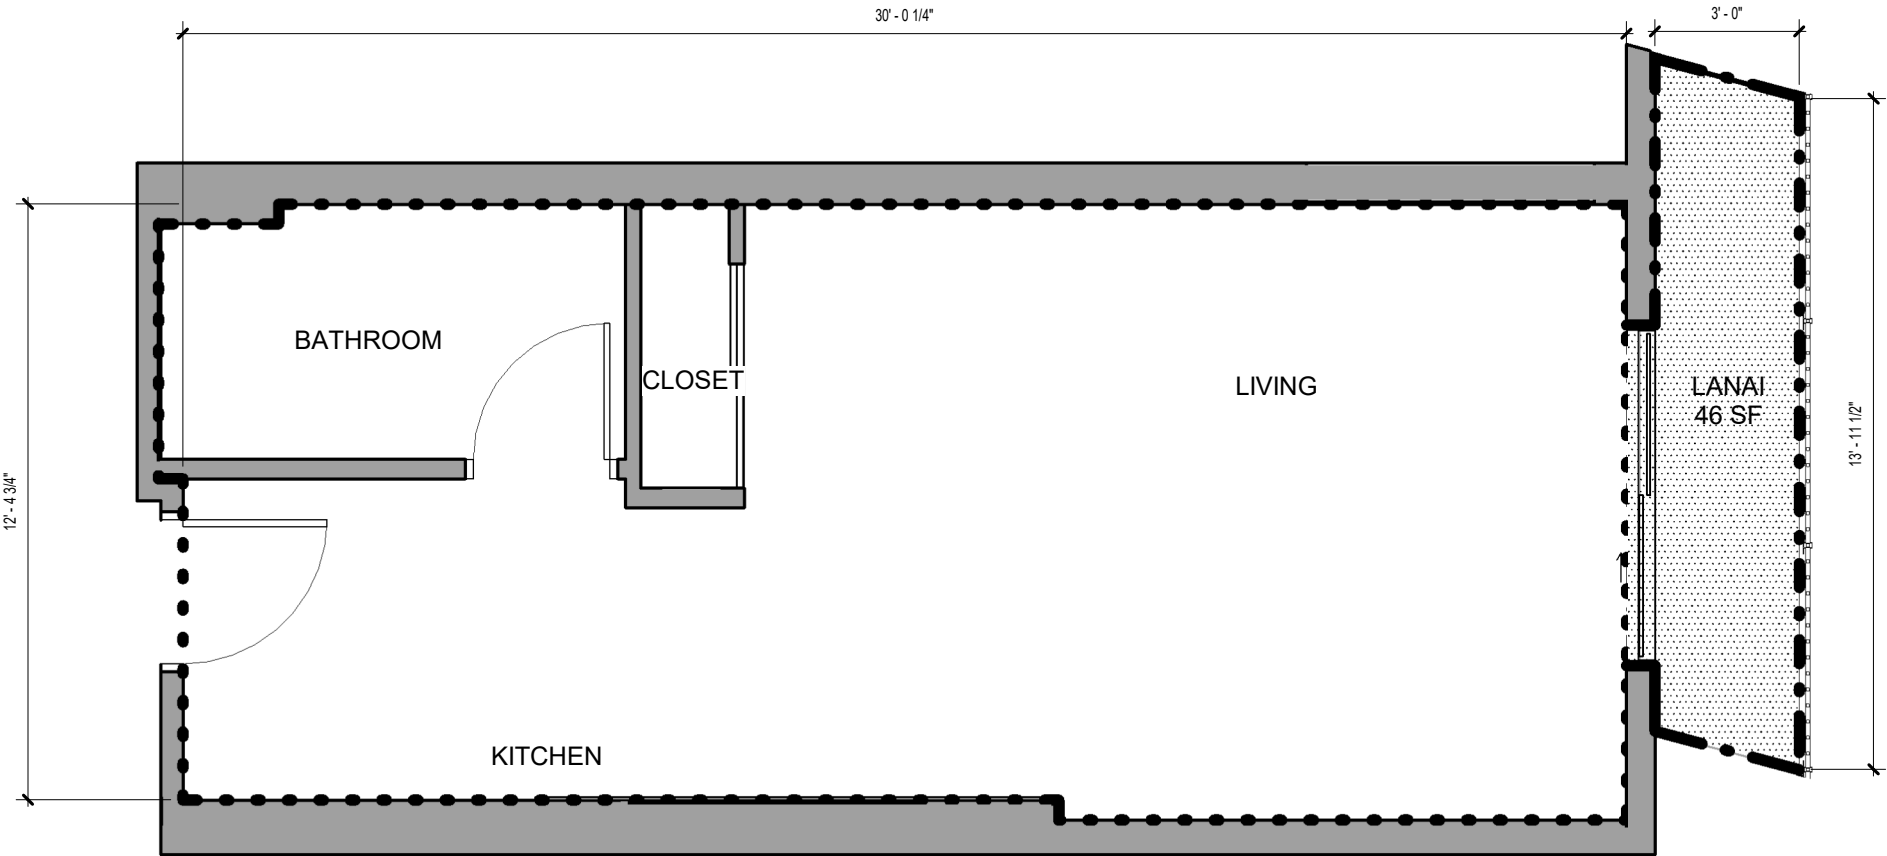 30' - 0 1/4"
3' - 0"
BATHROOM
CLOSET
LIVING
LANAI
46 SF
13' - 11 1/2"
12' - 4 3/4"
KITCHEN